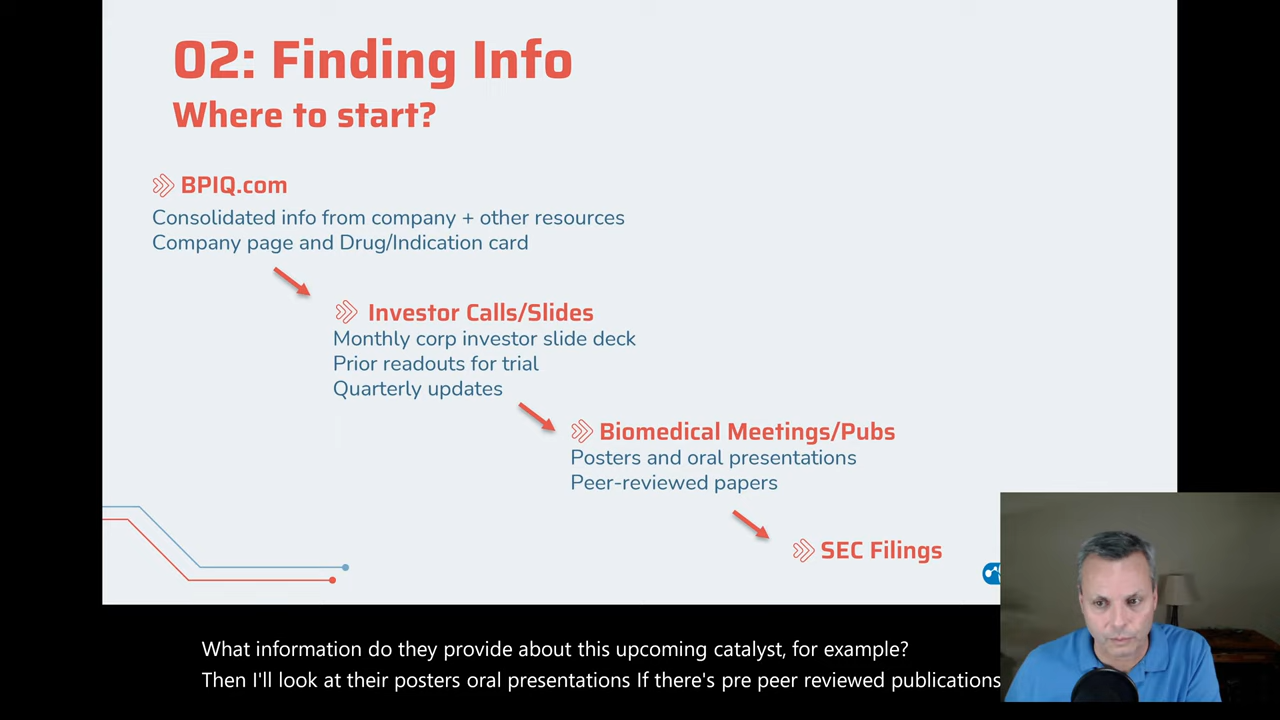 02: Finding Info
Where to start?
BPIQ.com
Consolidated info from company + other resources
Company page and Drug/Indication card
Investor Calls/Slides
Monthly corp investor slide deck
Prior readouts for trial
Quarterly updates
Biomedical Meetings/Pubs
Posters and oral presentations
Peer-reviewed papers
SEC Filings
What information do they provide about this upcoming catalyst, for example?
Then I'll look at their posters oral presentations If there's pre peer reviewed publications